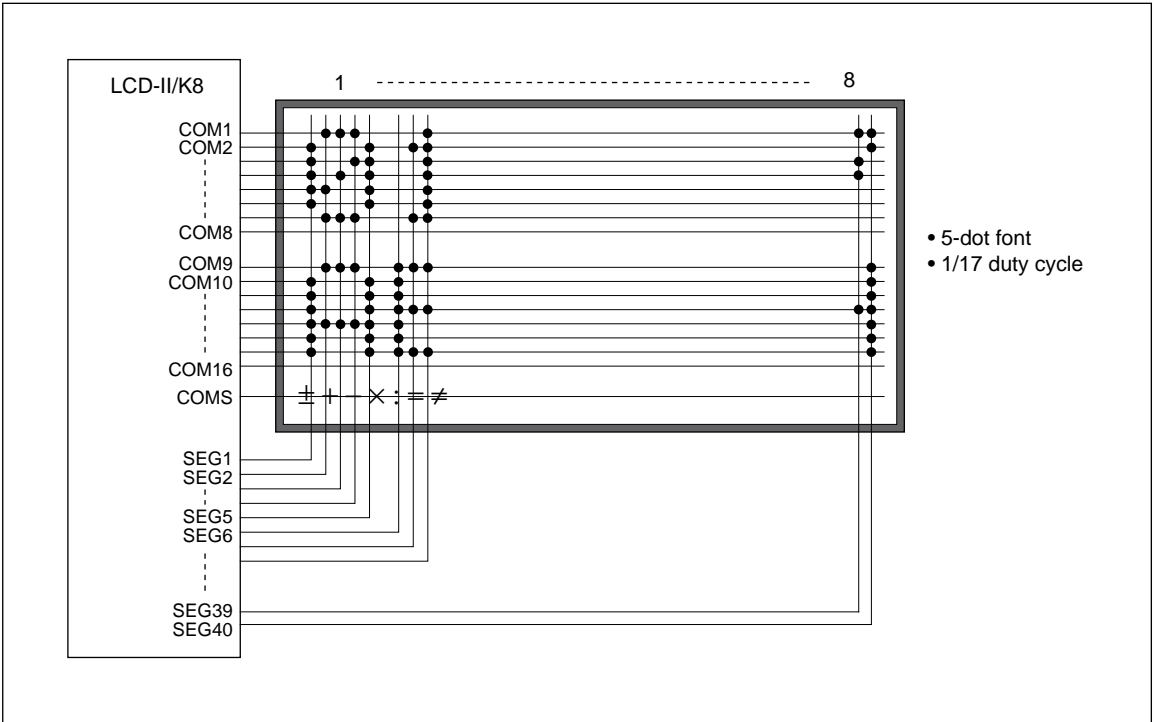 LCD-II/K8
1 8
COM1
COM2
COM8
COM9
COM10
COM16
COMS
± + − × : = ≠
SEG1
SEG2
SEG5
SEG6
SEG39
SEG40
• 5-dot font
• 1/17 duty cycle